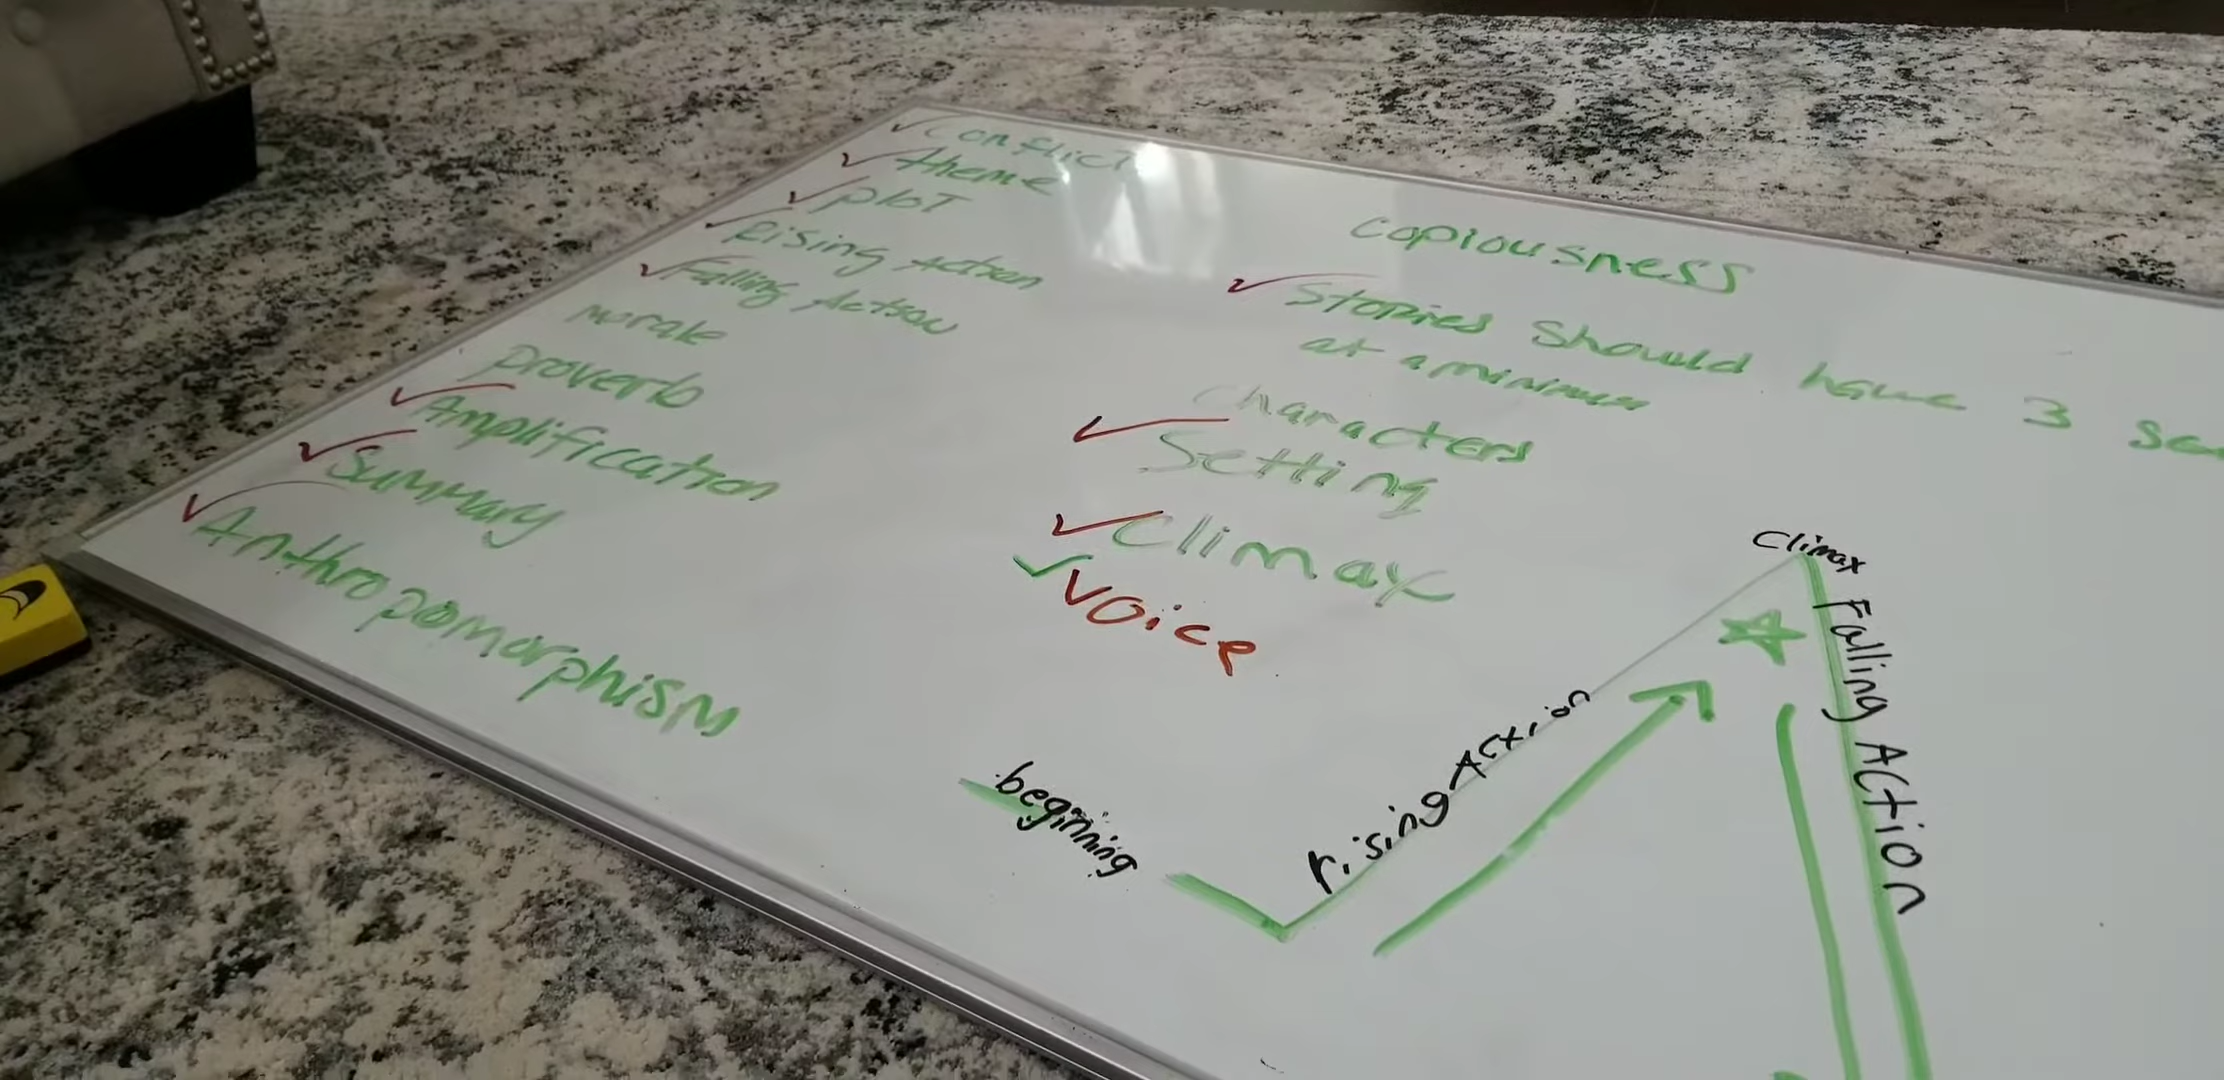 Conflict
theme
plot
Rising Action
Falling Action
Morale
proverb
Amplification
Summary
Anthropomorphism
Copiousness
Stories Should have 3
at a minimum
Characters
Setting
Climax
Voice
beginning
rising Action
Climax
Falling Action